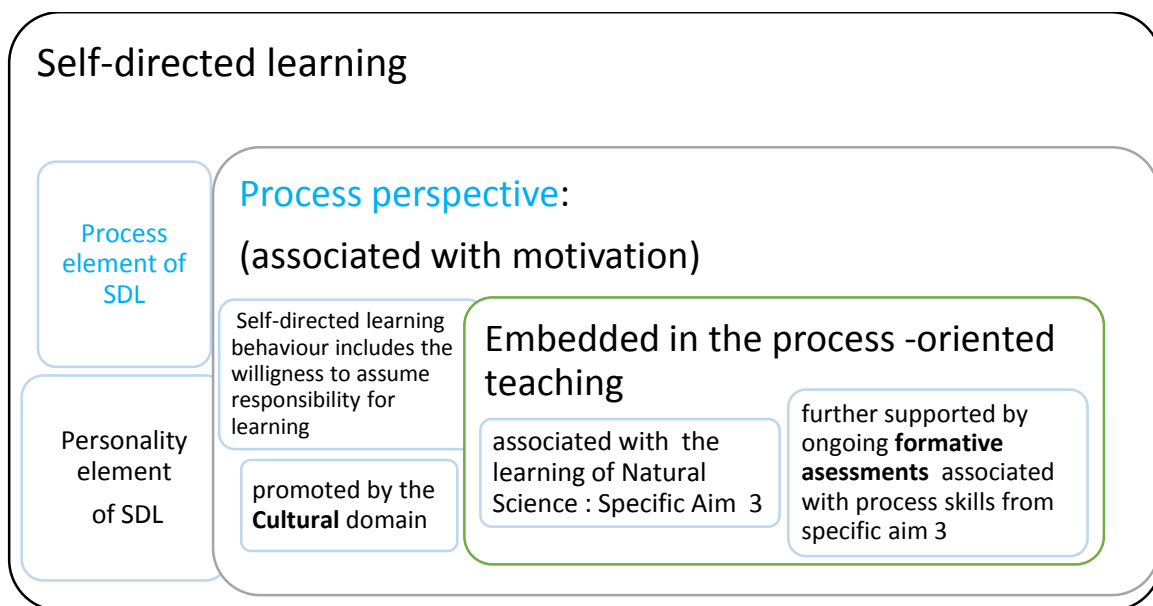 Self-directed learning
Process
element of
SDL
Personality
element
of SDL
Process perspective:
(associated with motivation)
Self-directed learning
behaviour includes the
willigness to assume
responsibility for
learning
promoted by the
Cultural domain
Embedded in the process -oriented
teaching
associated with the
learning of Natural
Science : Specific Aim 3
further supported by
ongoing formative
asessments associated
with process skills from
specific aim 3